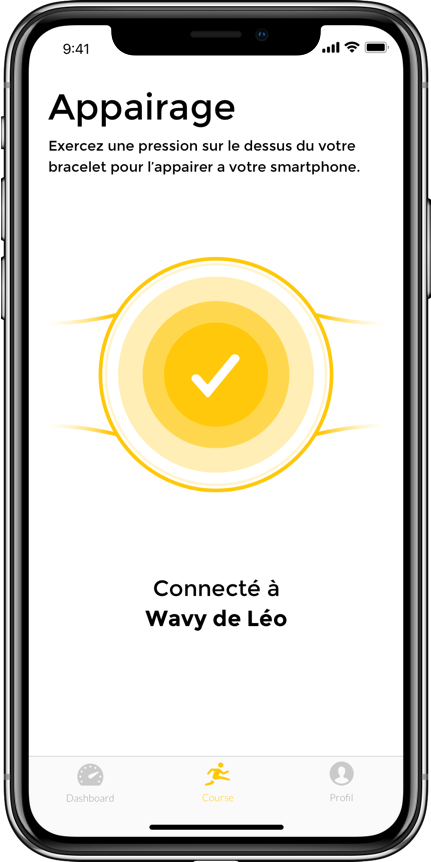 9:41
Appairage
Exercez une pression sur le dessus du votre
bracelet pour l'appairer a votre smartphone.
Connecté à
Wavy de Léo
Dashboard
Course
Profil